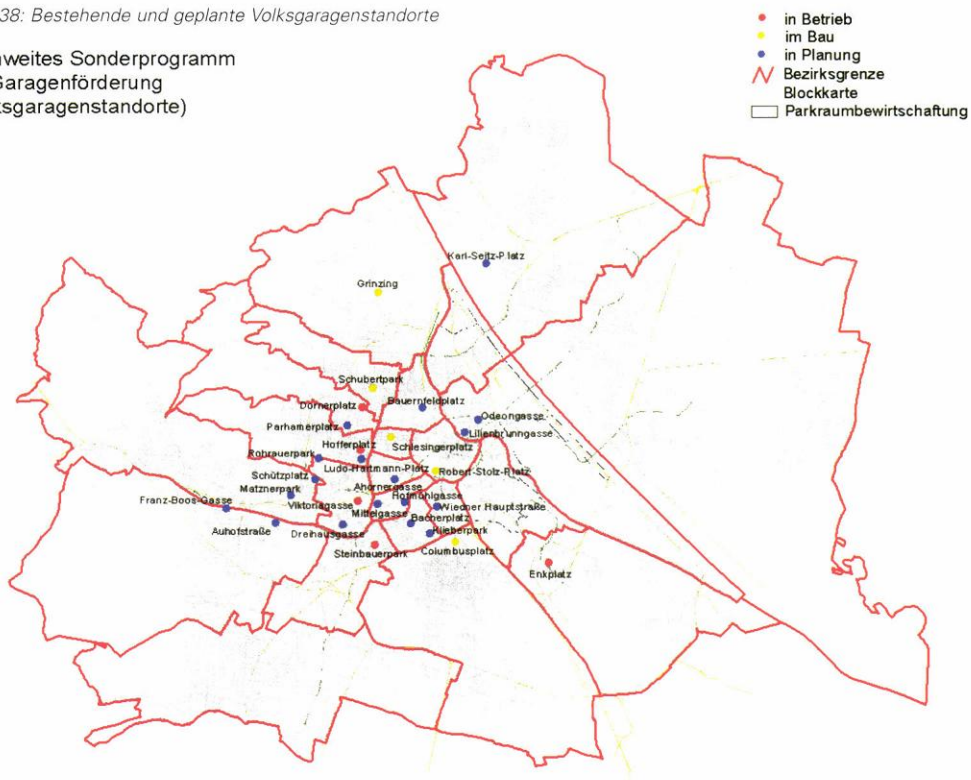 38: Bestehende und geplante Volksgaragenstandorte
weites Sonderprogramm
Garagenförderung
sgaragenstandorte)
in Betrieb
im Bau
in Planung
Bezirksgrenze
Blockkarte
Parkraumbewirtschaftung
Karl-Seitz-Platz
Grinzing
Schubertpark
Dornerplatz
Bauernfeldplatz
Parhamerplatz
Odeongasse
Lilienbrunngasse
Hofferplatz
Schlesingerplatz
Rohrauerpark
Ludo-Hartmann-Platz
Robert-Stolz-Platz
Schützplatz
Ahornergasse
Matznerpark
Hofmühlgasse
Franz-Boos-Gasse
Viktoriagasse
Wiedner Hauptstraße
Mittelgasse
Bacherplatz
Auhofstraße
Dreihausgasse
Klieberpark
Steinbauerpark
Columbusplatz
Enkplatz